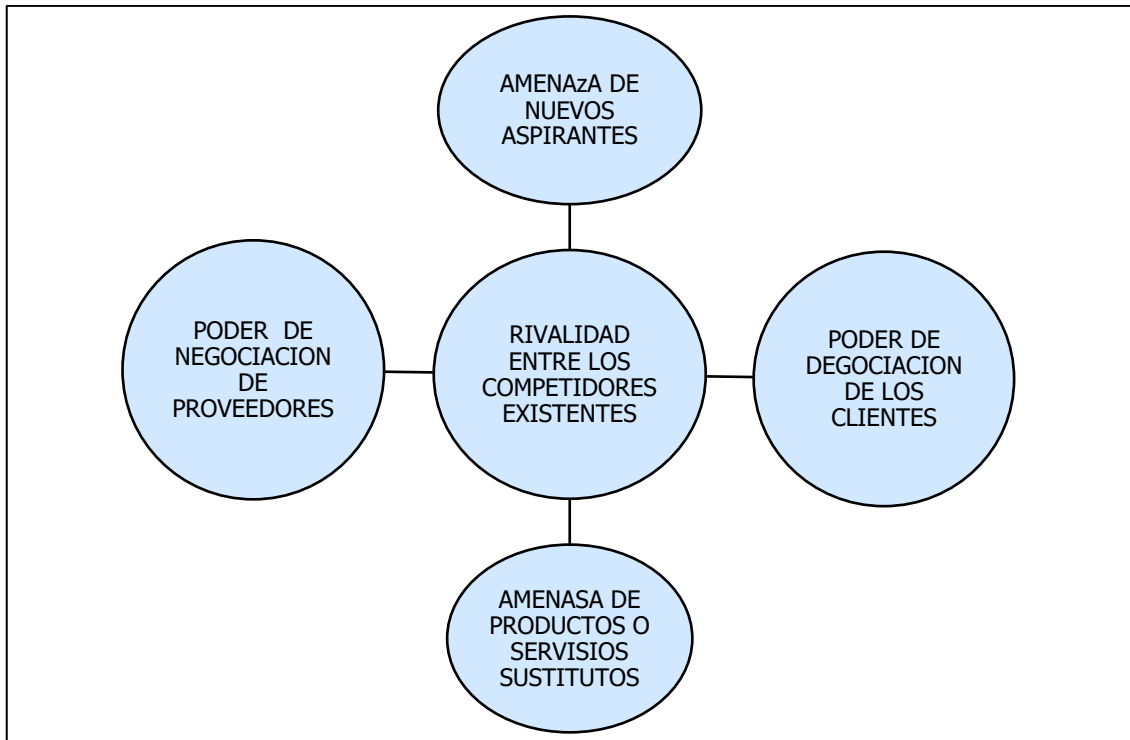 AMENAzA DE
NUEVOS
ASPIRANTES
PODER DE
NEGOCIACION
DE
PROVEEDORES
RIVALIDAD
ENTRE LOS
COMPETIDORES
EXISTENTES
PODER DE
DEGOCIACION
DE LOS
CLIENTES
AMENASA DE
PRODUCTOS O
SERVISIOS
SUSTITUTOS